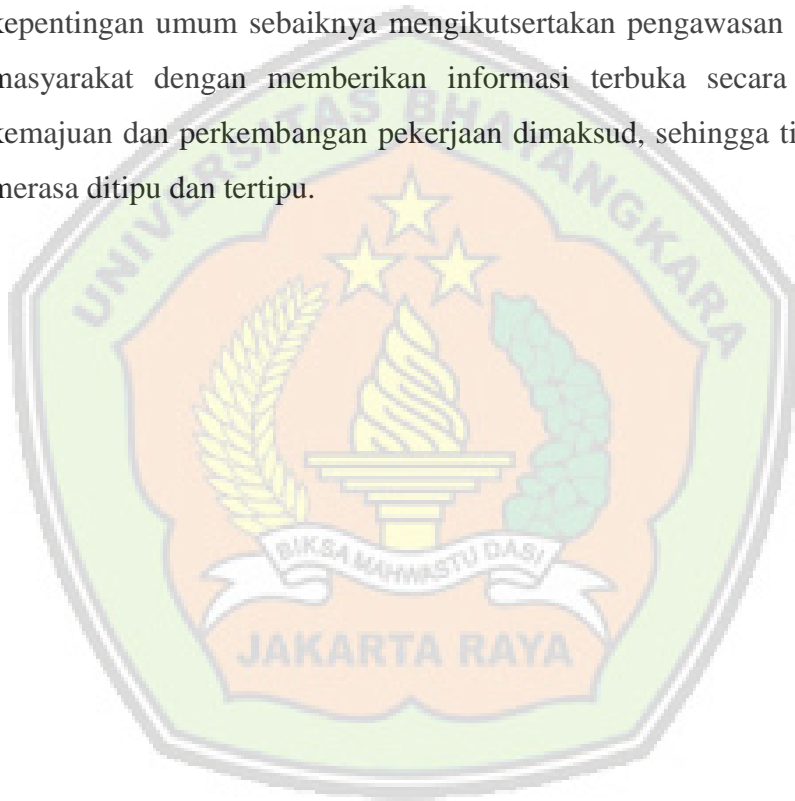 kepentingan umum sebaiknya mengikutsertakan pengawasan
masyarakat dengan memberikan informasi terbuka secara
kemajuan dan perkembangan pekerjaan dimaksud, sehingga ti
merasa ditipu dan tertipu.
UNIVERSITAS BHAYANGKARA
BIKSA MAHWASTU DASI
JAKARTA RAYA